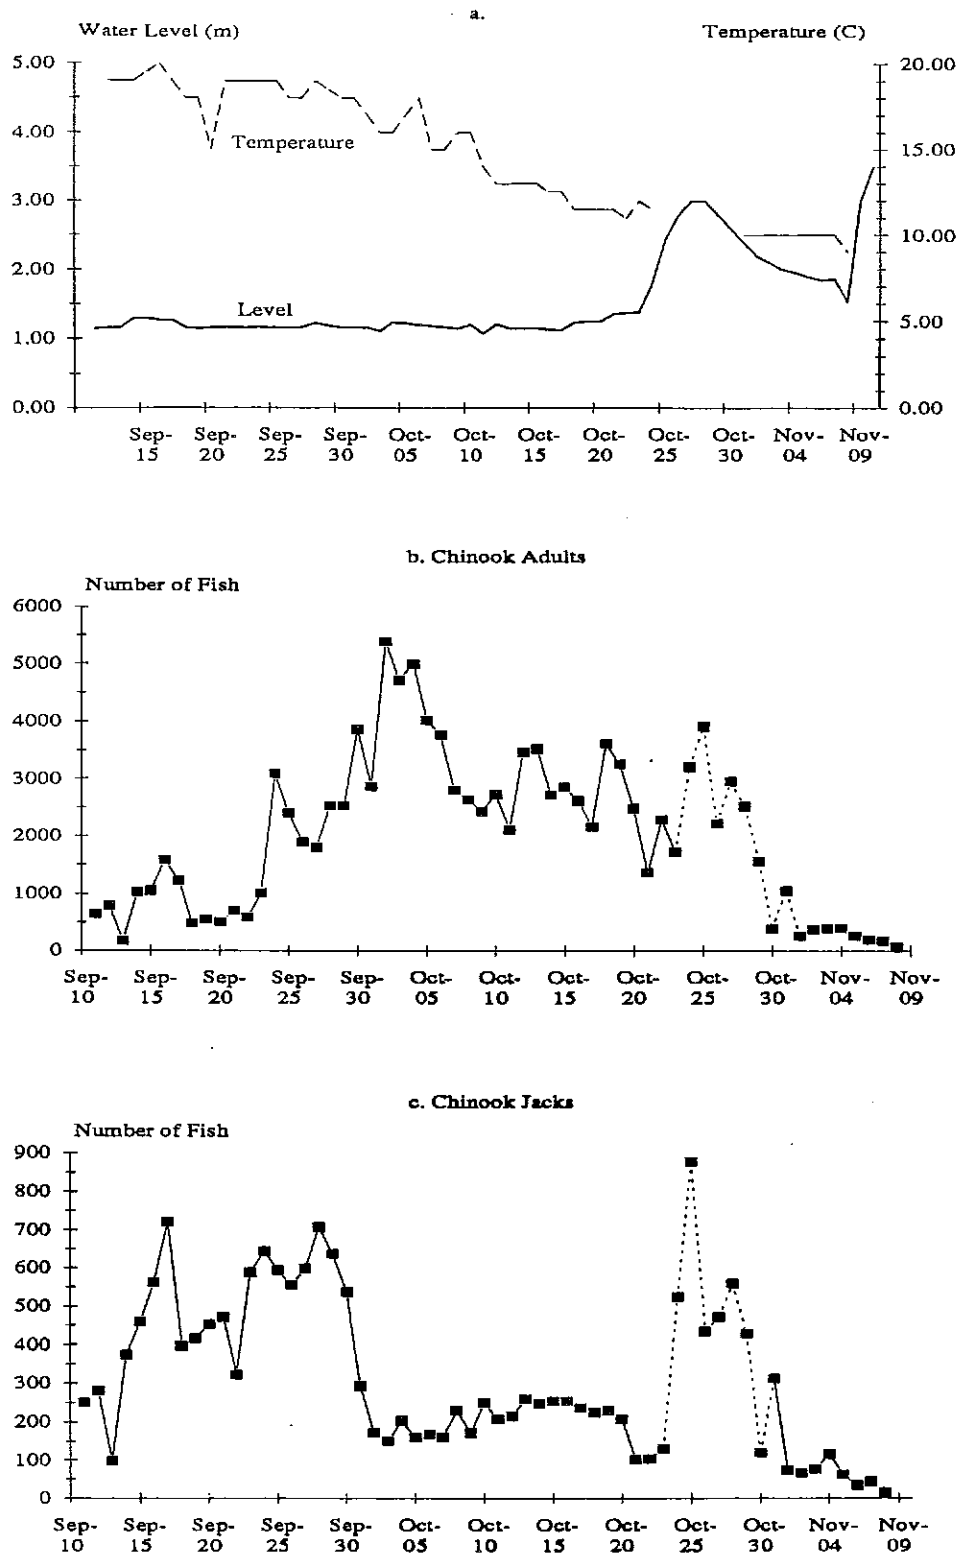 a.
Water Level (m) Temperature (C)
5.00 20.00
4.00
Temperature
15.00
3.00
10.00
2.00
Level
1.00 5.00
0.00 0.00
Sep- Sep- Sep- Sep- Oct- Oct- Oct- Oct- Oct- Oct- Nov- Nov-
15 20 25 30 05 10 15 20 25 30 04 09
b. Chinook Adults
Number of Fish
6000
5000
4000
3000
2000
1000
0
Sep- Sep- Sep- Sep- Sep- Oct- Oct- Oct- Oct- Oct- Oct- Nov- Nov-
10 15 20 25 30 05 10 15 20 25 30 04 09
c. Chinook Jacks
Number of Fish
900
800
700
600
500
400
300
200
100
0
Sep- Sep- Sep- Sep- Sep- Oct- Oct- Oct- Oct- Oct- Oct- Nov- Nov-
10 15 20 25 30 05 10 15 20 25 30 04 09